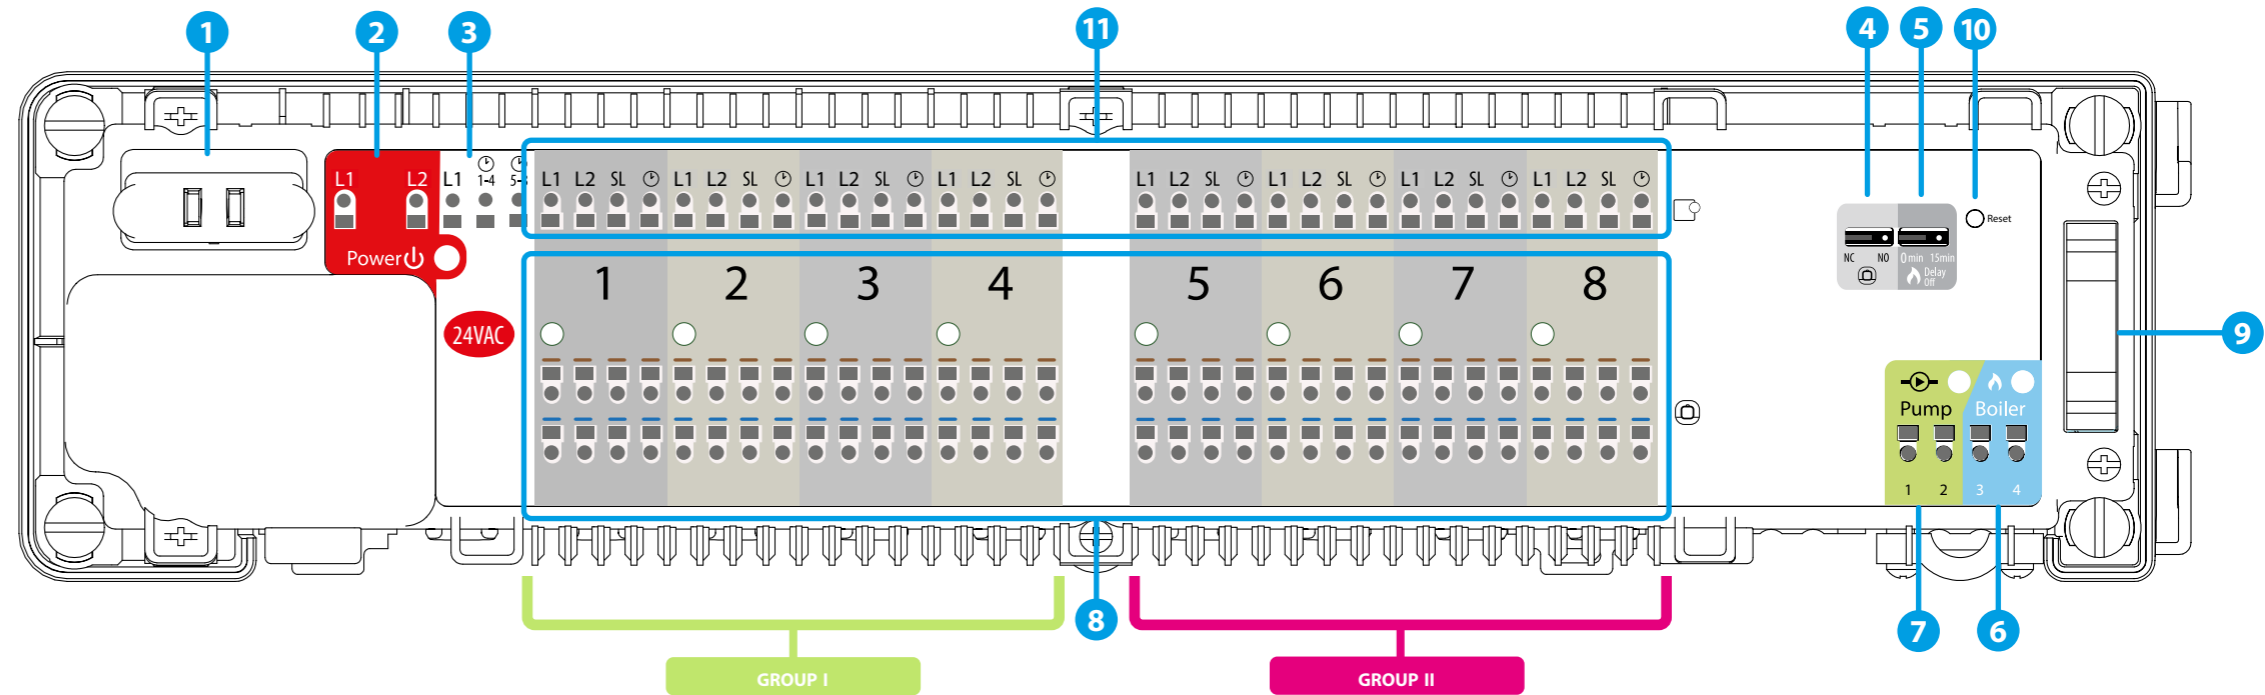 1 2 3 11 4 5 10
L1 L2 L1 1-4 5-8 L1 L2 SL L1 L2 SL L1 L2 SL L1 L2 SL L1 L2 SL L1 L2 SL L1 L2 SL L1 L2 SL
Reset
Power
NC NO 0 min 15min
Delay
Off
1 2 3 4 5 6 7 8
24VAC
9
Pump Boiler
1 2 3 4
8 7 6
GROUP I GROUP II